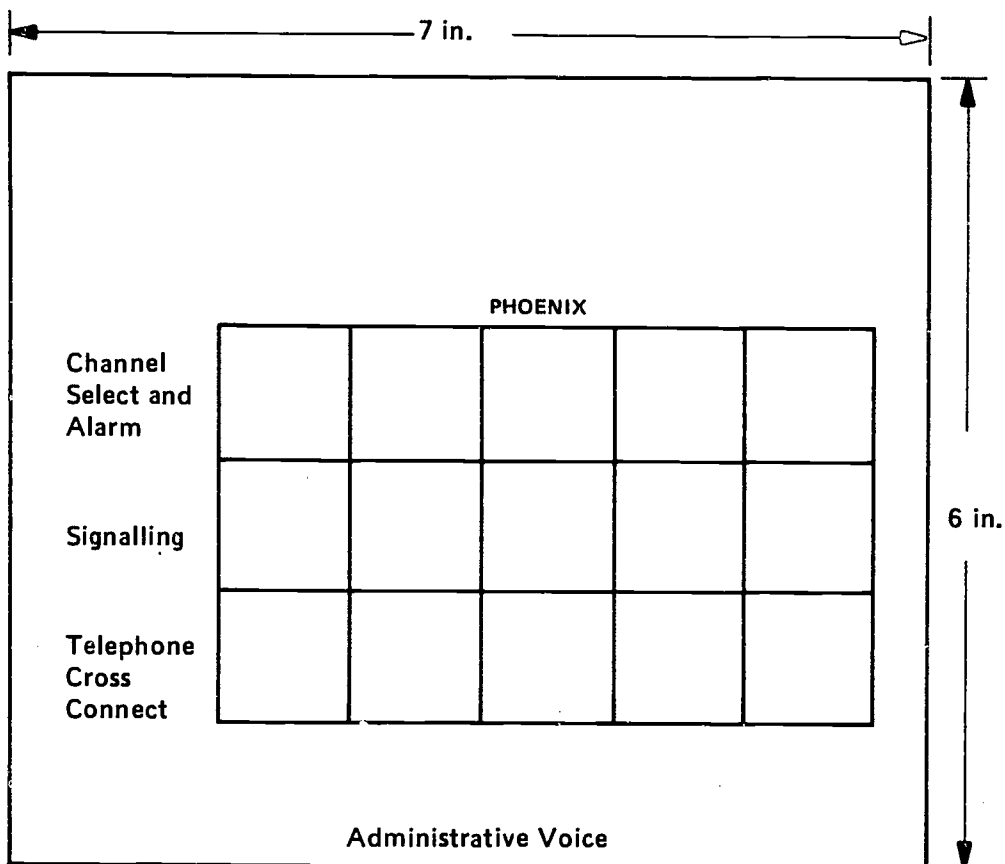 7 in.
PHOENIX
Channel
Select and
Alarm
Signalling
6 in.
Telephone
Cross
Connect
Administrative Voice